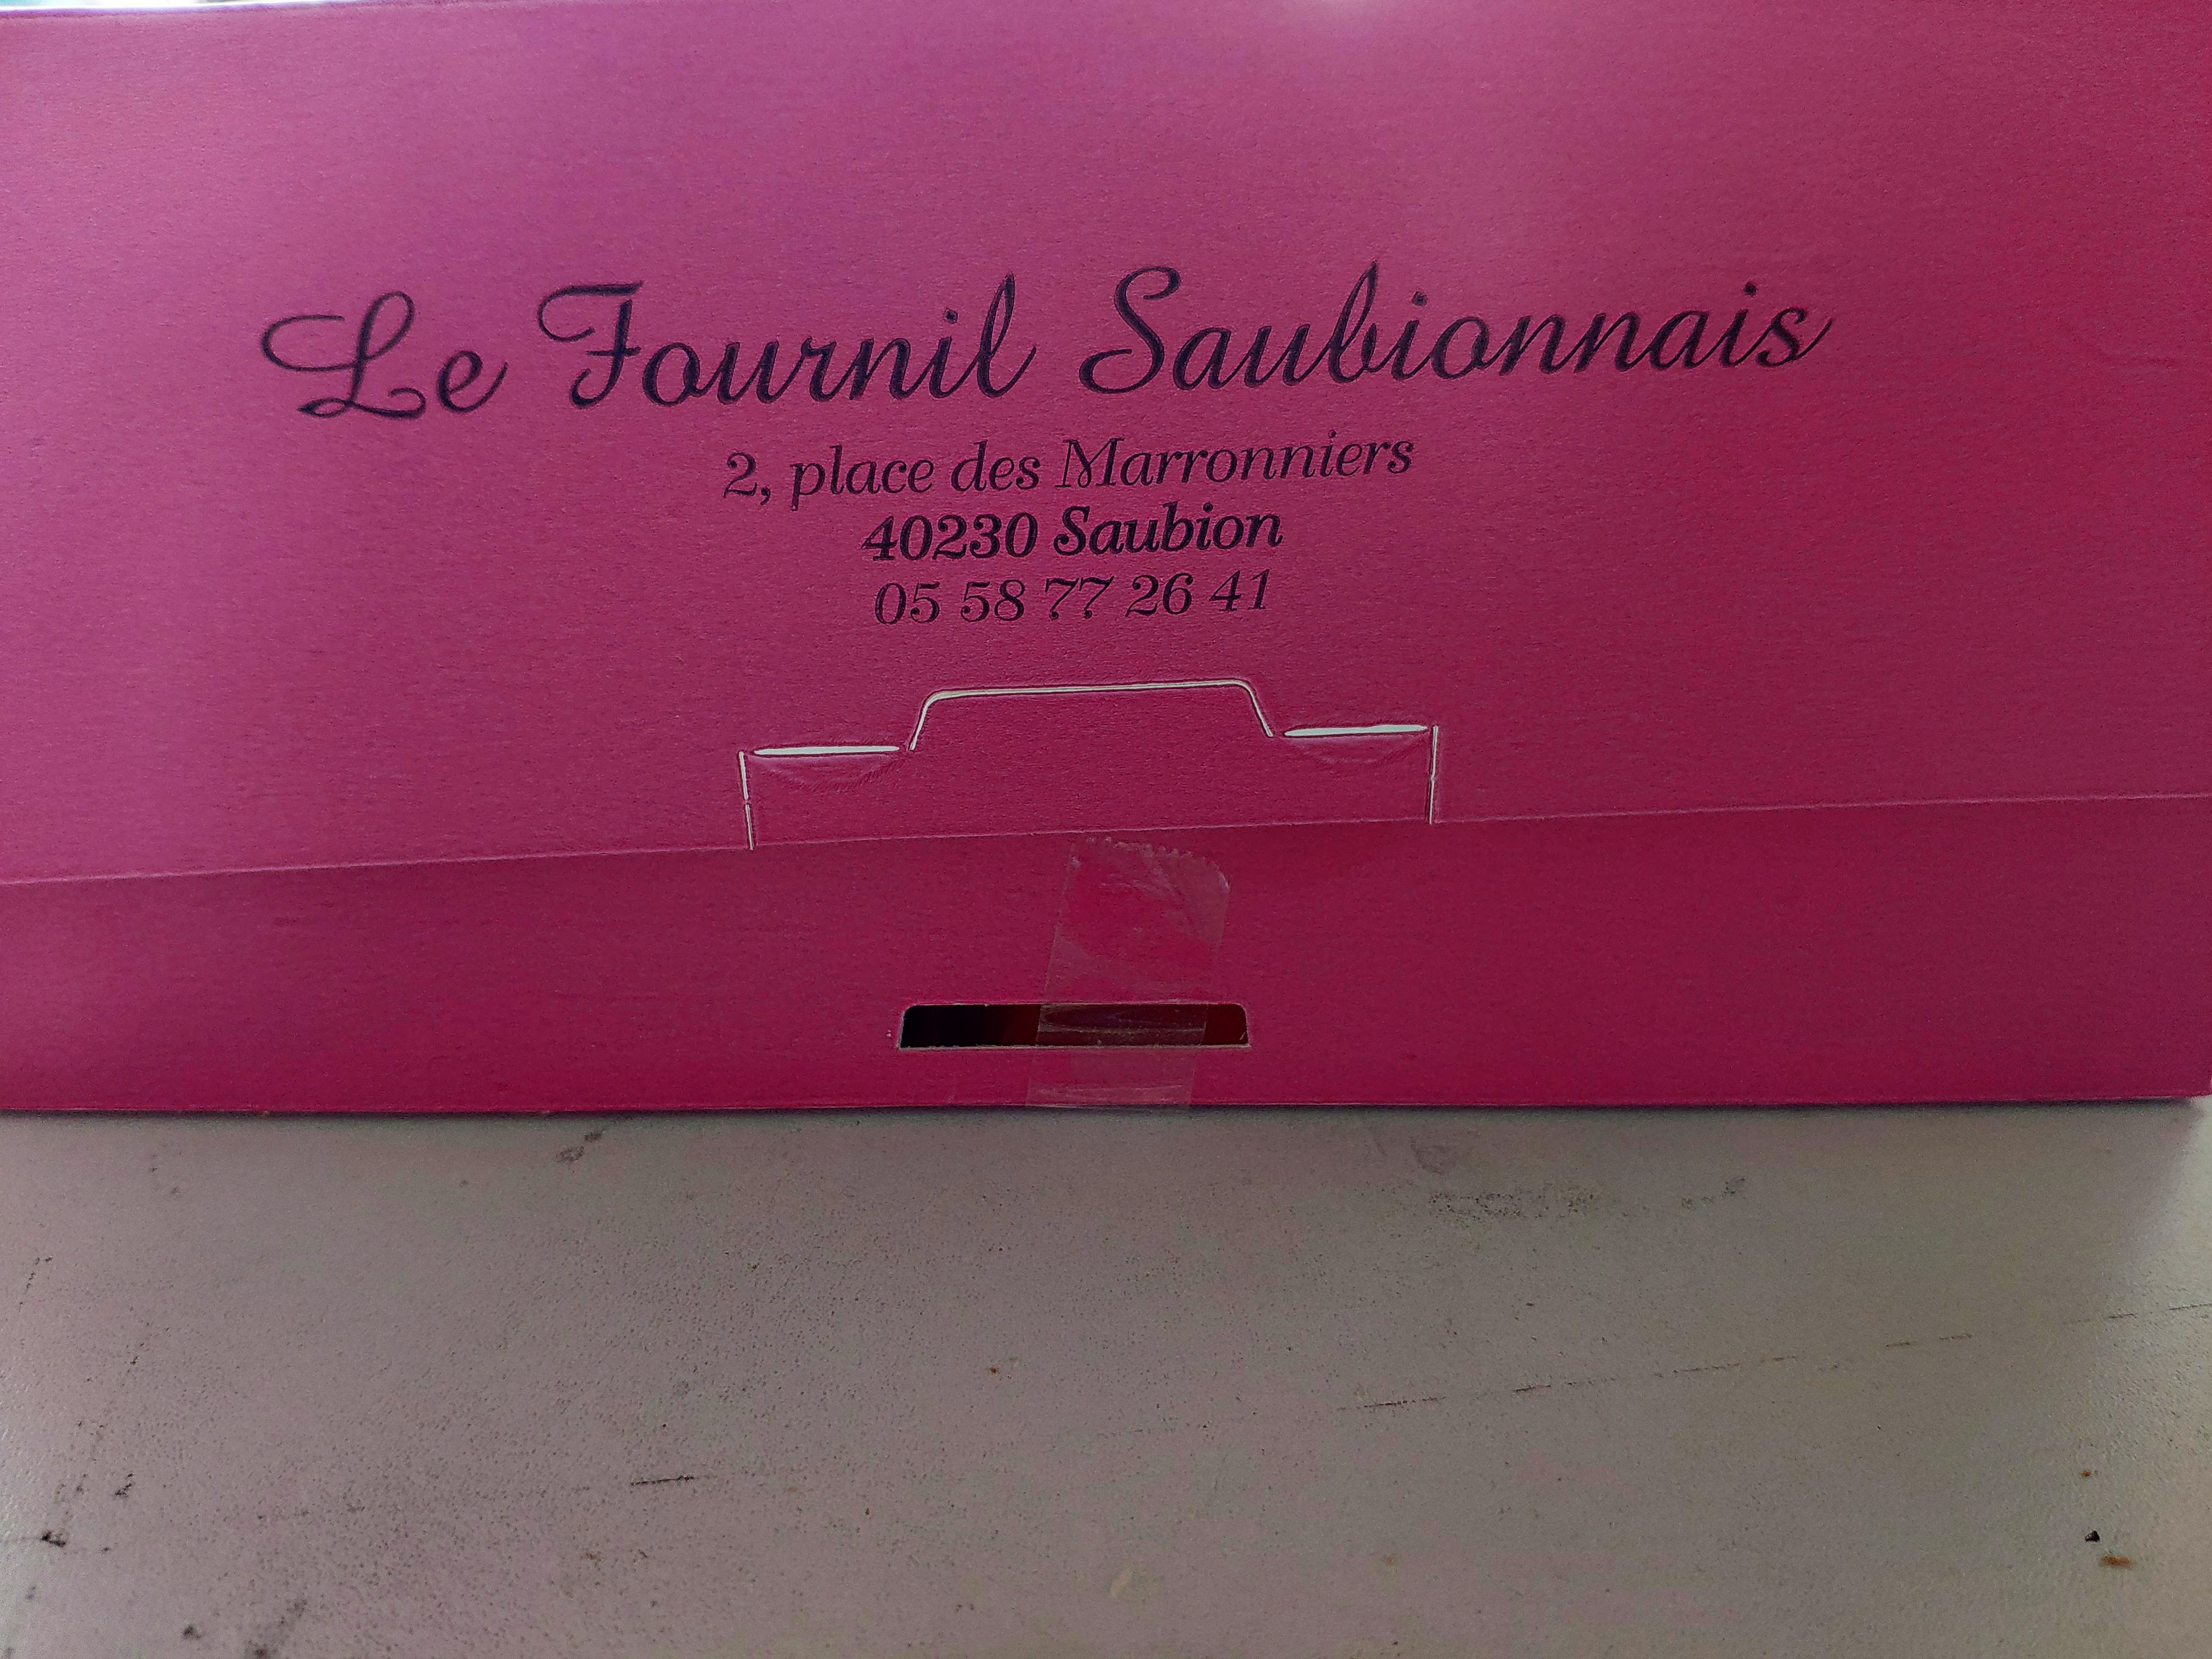 Le Fournil Saubionnais
2, place des Marronniers
40230 Saubion
05 58 77 26 41